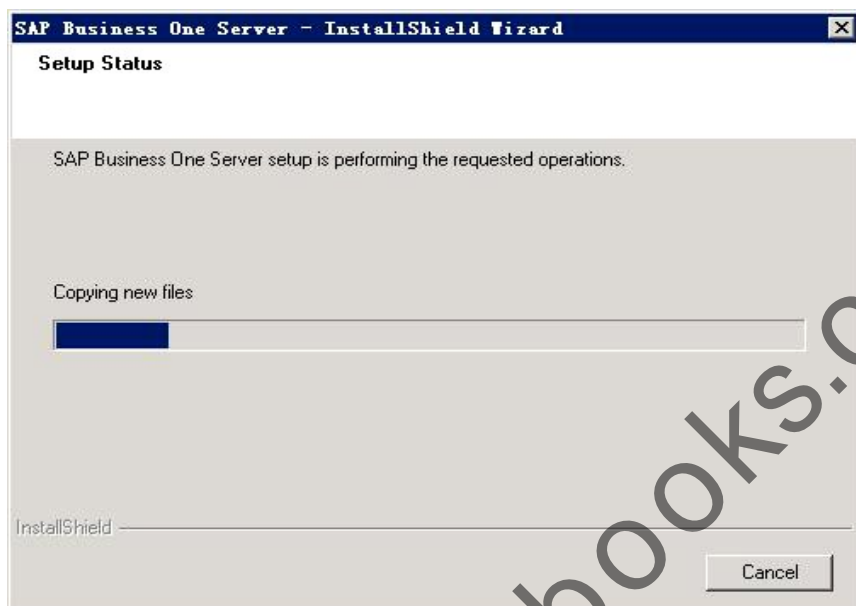 SAP Business One Server - InstallShield Wizard
Setup Status
SAP Business One Server setup is performing the requested operations.
Copying new files
InstallShield
Cancel
ooks.